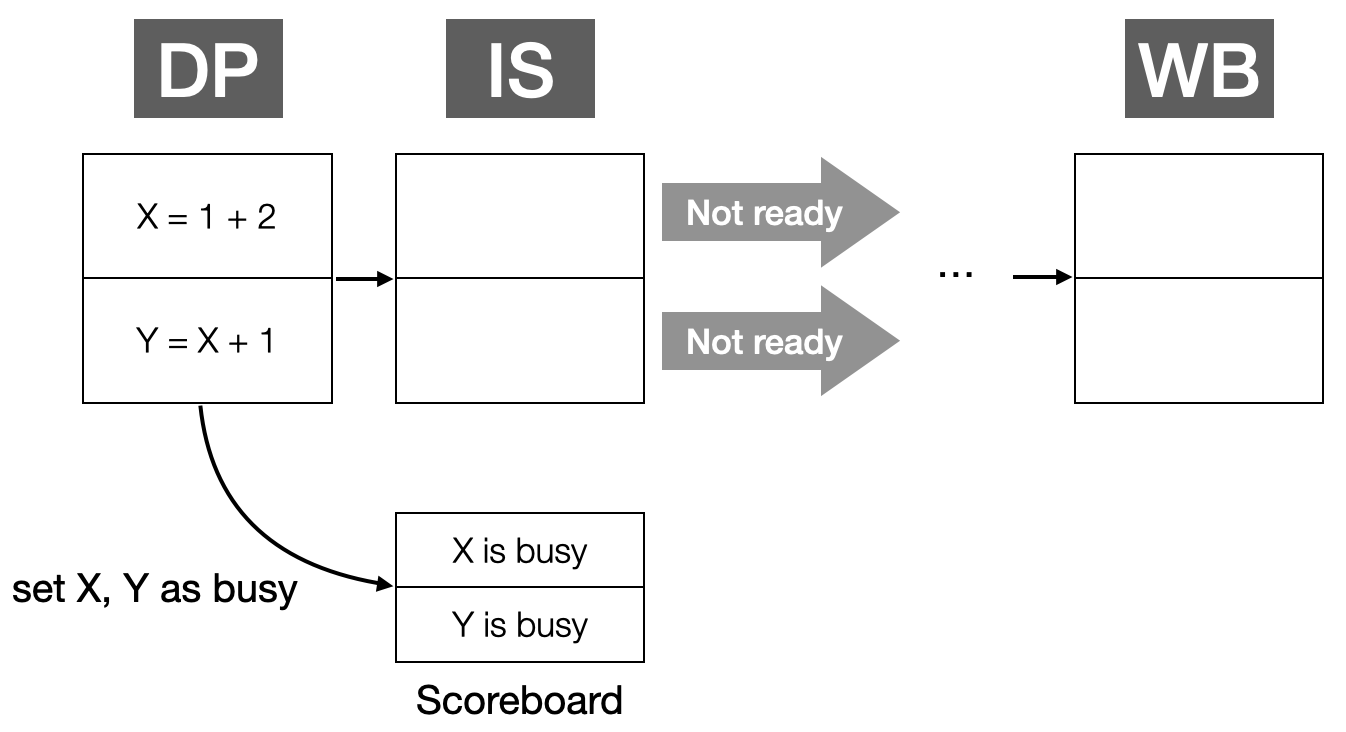 DP
IS
WB
X = 1 + 2
Y = X + 1
Not ready
Not ready
...
set X, Y as busy
X is busy
Y is busy
Scoreboard